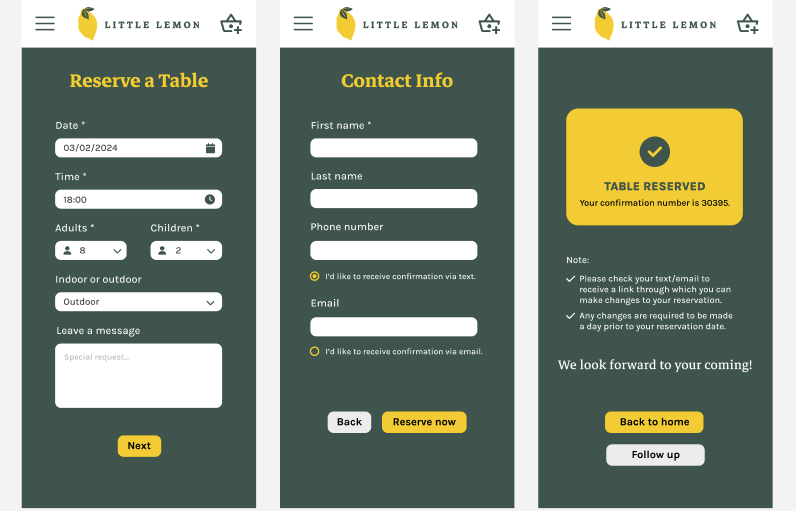 LITTLE LEMON
Reserve a Table
Date *
03/02/2024
Time *
18:00
Adults *
Children *
8
2
Indoor or outdoor
Outdoor
Leave a message
Special request...
Next
LITTLE LEMON
Contact Info
First name *
Last name
Phone number
I'd like to receive confirmation via text.
Email
I'd like to receive confirmation via email.
Back
Reserve now
LITTLE LEMON
TABLE RESERVED
Your confirmation number is 30395.
Note:
Please check your text/email to
receive a link through which you can
make changes to your reservation.
Any changes are required to be made
a day prior to your reservation date.
We look forward to your coming!
Back to home
Follow up